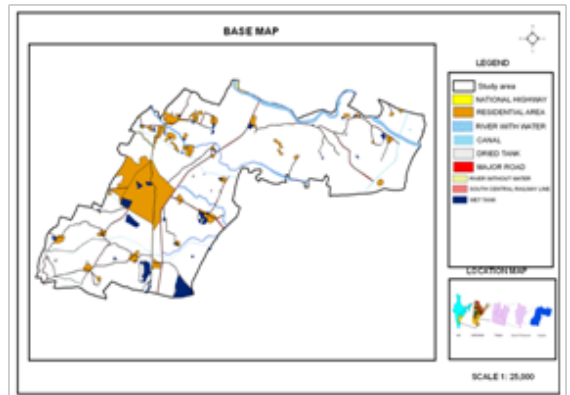 BASE MAP
LEGEND
Study area
NATIONAL HIGHWAY
RESIDENTIAL AREA
RIVER WITH WATER
CANAL
DRIED TANK
MAJOR ROAD
RIVER WITHOUT WATER
SOUTH CENTRAL RAILWAY LINE
WET TANK
LOCATION MAP
SCALE 1: 25,000